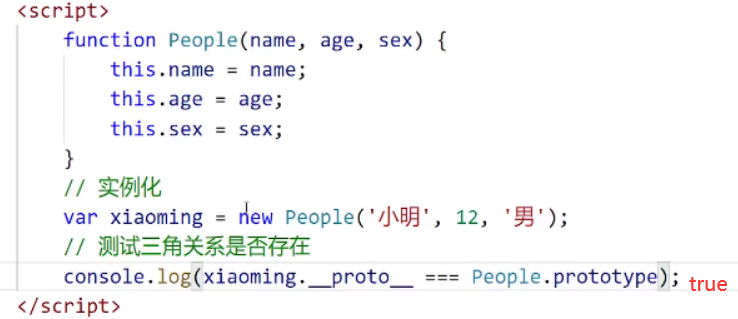 <script>
function People(name, age, sex) {
this.name = name;
this.age = age;
this.sex = sex;
}
// 实例化
var xiaoming = new People('小明', 12, '男');
// 测试三角关系是否存在
console.log(xiaoming.__proto__ === People.prototype); true
</script>